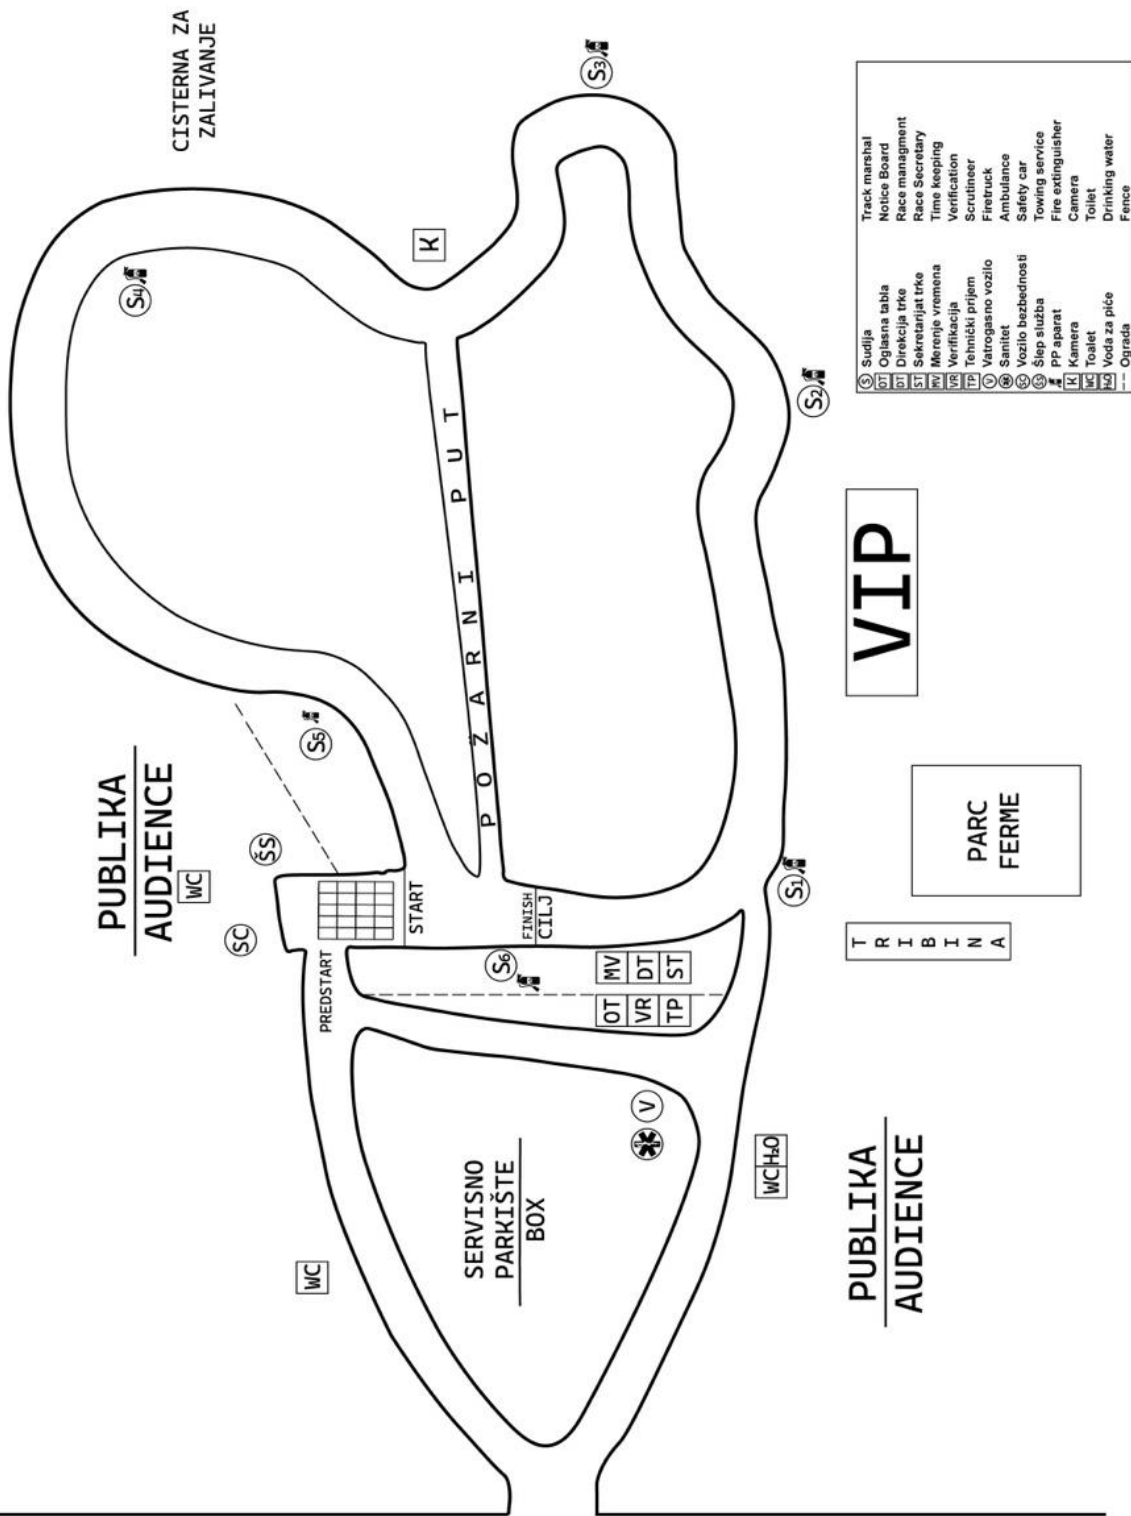 CISTERNA ZA
ZALIVANJE
S4
K
S3
S2
PUBLIKA
AUDIENCE
WC
SC
ŠS
S5
POŽARNI PUT
PREDSTART
START
FINISH
CILJ
S6
MV
DT
ST
OT
VR
TP
S1
VIP
PARC
FERME
TRIBINA
SERVISNO
PARKIŠTE
BOX
V
WC
WC H2O
PUBLIKA
AUDIENCE
S Sudija Track marshal
OT Oglasna tabla Notice Board
DT Direkcija trke Race managment
ST Sekretarijat trke Race Secretary
MV Merenje vremena Time keeping
VR Verifikacija Verification
TP Tehnički prijem Scrutineer
V Vatrogasno vozilo Firetruck
Sanitet Ambulance
SC Vozilo bezbednosti Safety car
ŠS Šlep služba Towing service
PP aparat Fire extinguisher
K Kamera Camera
WC Toalet Toilet
H2O Voda za piće Drinking water
Ograda Fence